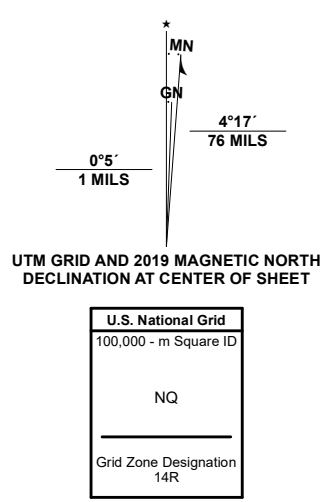 ★
MN
GN
4°17´
76 MILS
0°5´
1 MILS
UTM GRID AND 2019 MAGNETIC NORTH
DECLINATION AT CENTER OF SHEET
U.S. National Grid
100,000 - m Square ID
NQ
Grid Zone Designation
14R